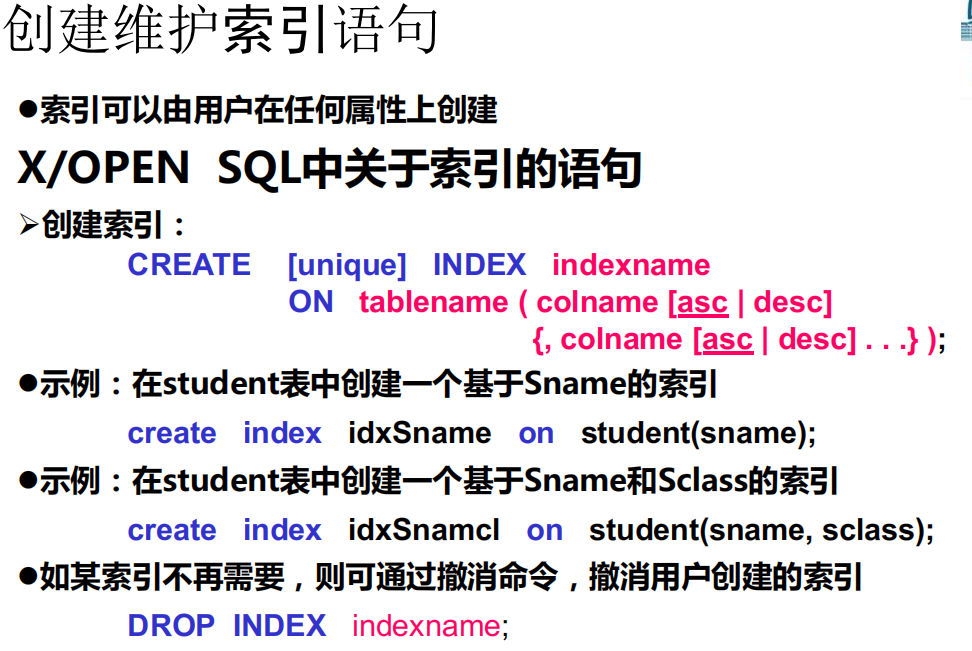 创建维护索引语句
●索引可以由用户在任何属性上创建
X/OPEN SQL中关于索引的语句
➢创建索引：
CREATE [unique] INDEX indexname
ON tablename ( colname [asc | desc]
{, colname [asc | desc] . . .} );
●示例：在student表中创建一个基于Sname的索引
create index idxSname on student(sname);
●示例：在student表中创建一个基于Sname和Sclass的索引
create index idxSnamcl on student(sname, sclass);
●如某索引不再需要，则可通过撤消命令，撤消用户创建的索引
DROP INDEX indexname;